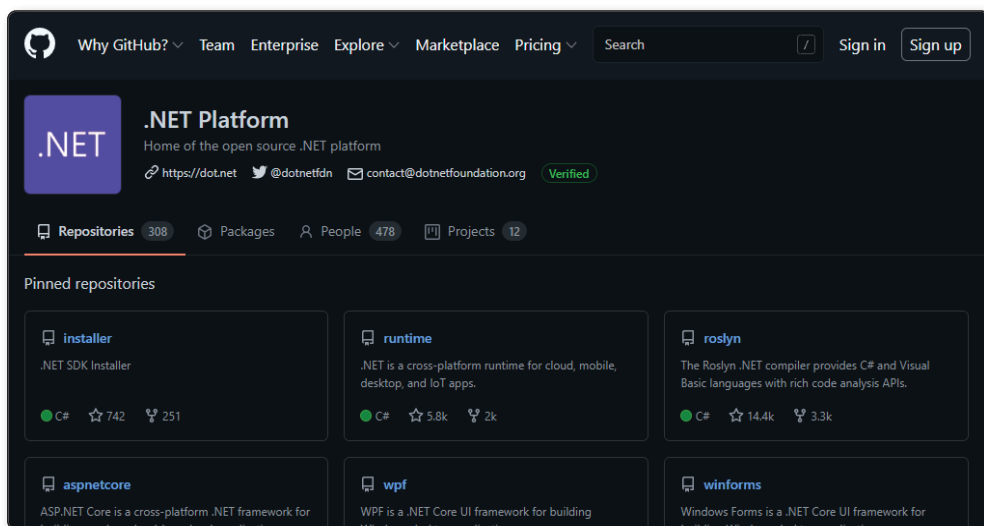 Why GitHub? Team Enterprise Explore Marketplace Pricing Search / Sign in Sign up
.NET
.NET Platform
Home of the open source .NET platform
https://dot.net @dotnetfdn contact@dotnetfoundation.org Verified
Repositories 308 Packages People 478 Projects 12
Pinned repositories
installer
.NET SDK Installer
C# 742 251
runtime
.NET is a cross-platform runtime for cloud, mobile,
desktop, and IoT apps.
C# 5.8k 2k
roslyn
The Roslyn .NET compiler provides C# and Visual
Basic languages with rich code analysis APIs.
C# 14.4k 3.3k
aspnetcore
ASP.NET Core is a cross-platform .NET framework for
wpf
WPF is a .NET Core UI framework for building
winforms
Windows Forms is a .NET Core UI framework for